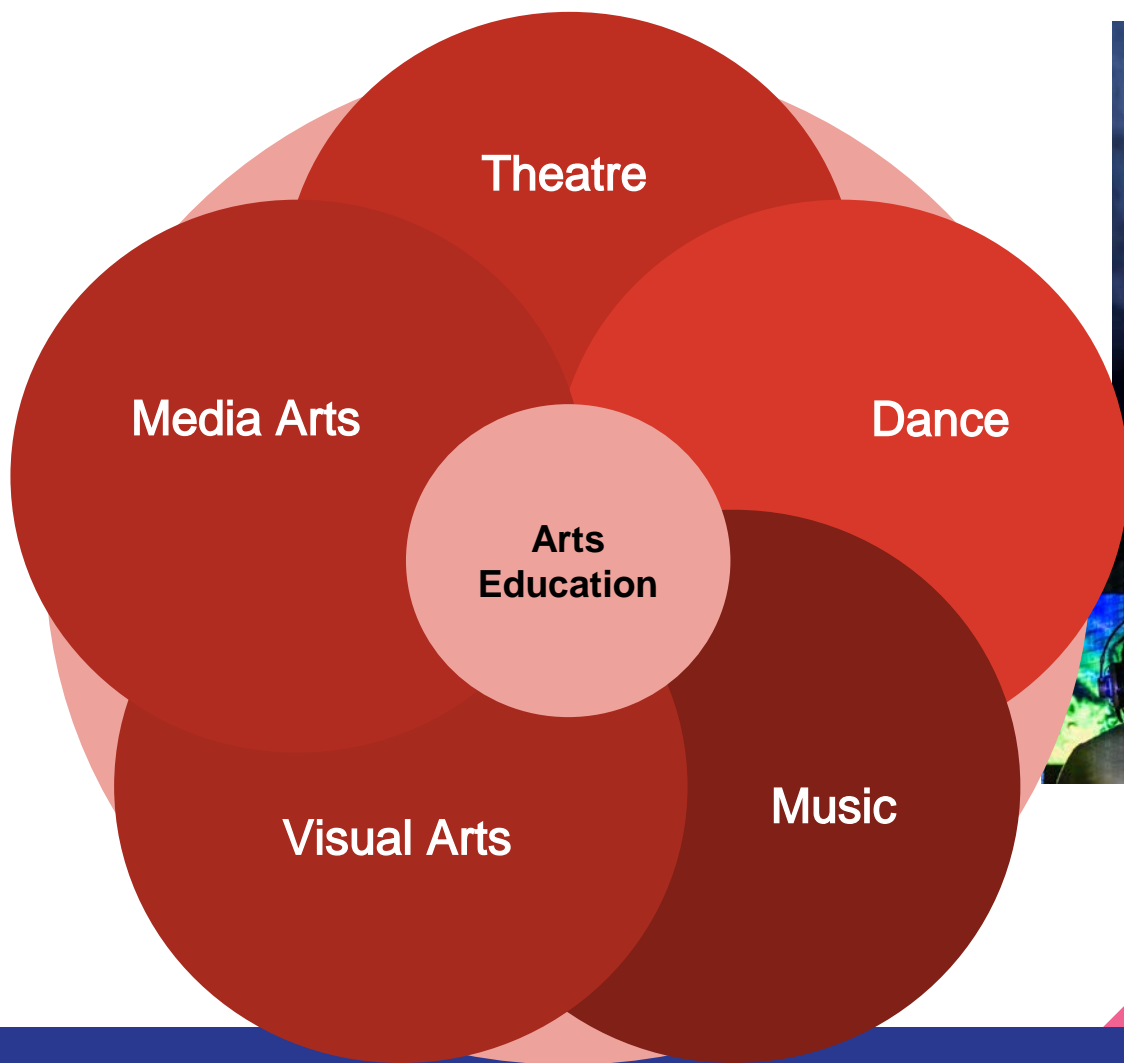 Theatre
Media Arts
Dance
Arts
Education
Music
Visual Arts